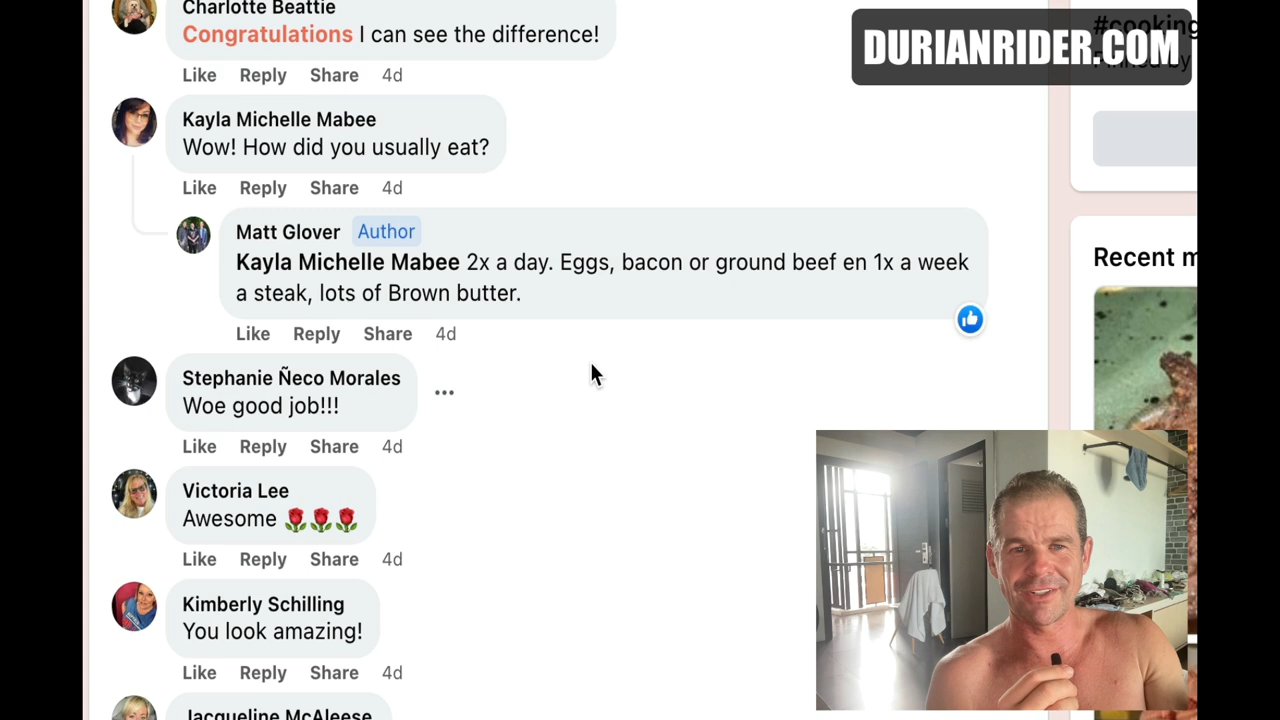 Charlotte Beattie
Congratulations I can see the difference!
Like Reply Share 4d
Kayla Michelle Mabee
Wow! How did you usually eat?
Like Reply Share 4d
Matt Glover Author
Kayla Michelle Mabee 2x a day. Eggs, bacon or ground beef en 1x a week
a steak, lots of Brown butter.
Like Reply Share 4d
Stephanie Ñeco Morales
Woe good job!!!
Like Reply Share 4d
Victoria Lee
Awesome 🌹🌹🌹
Like Reply Share 4d
Kimberly Schilling
You look amazing!
Like Reply Share 4d
Jacqueline McAleese
#cooking
DURIANRIDER.COM
Recent